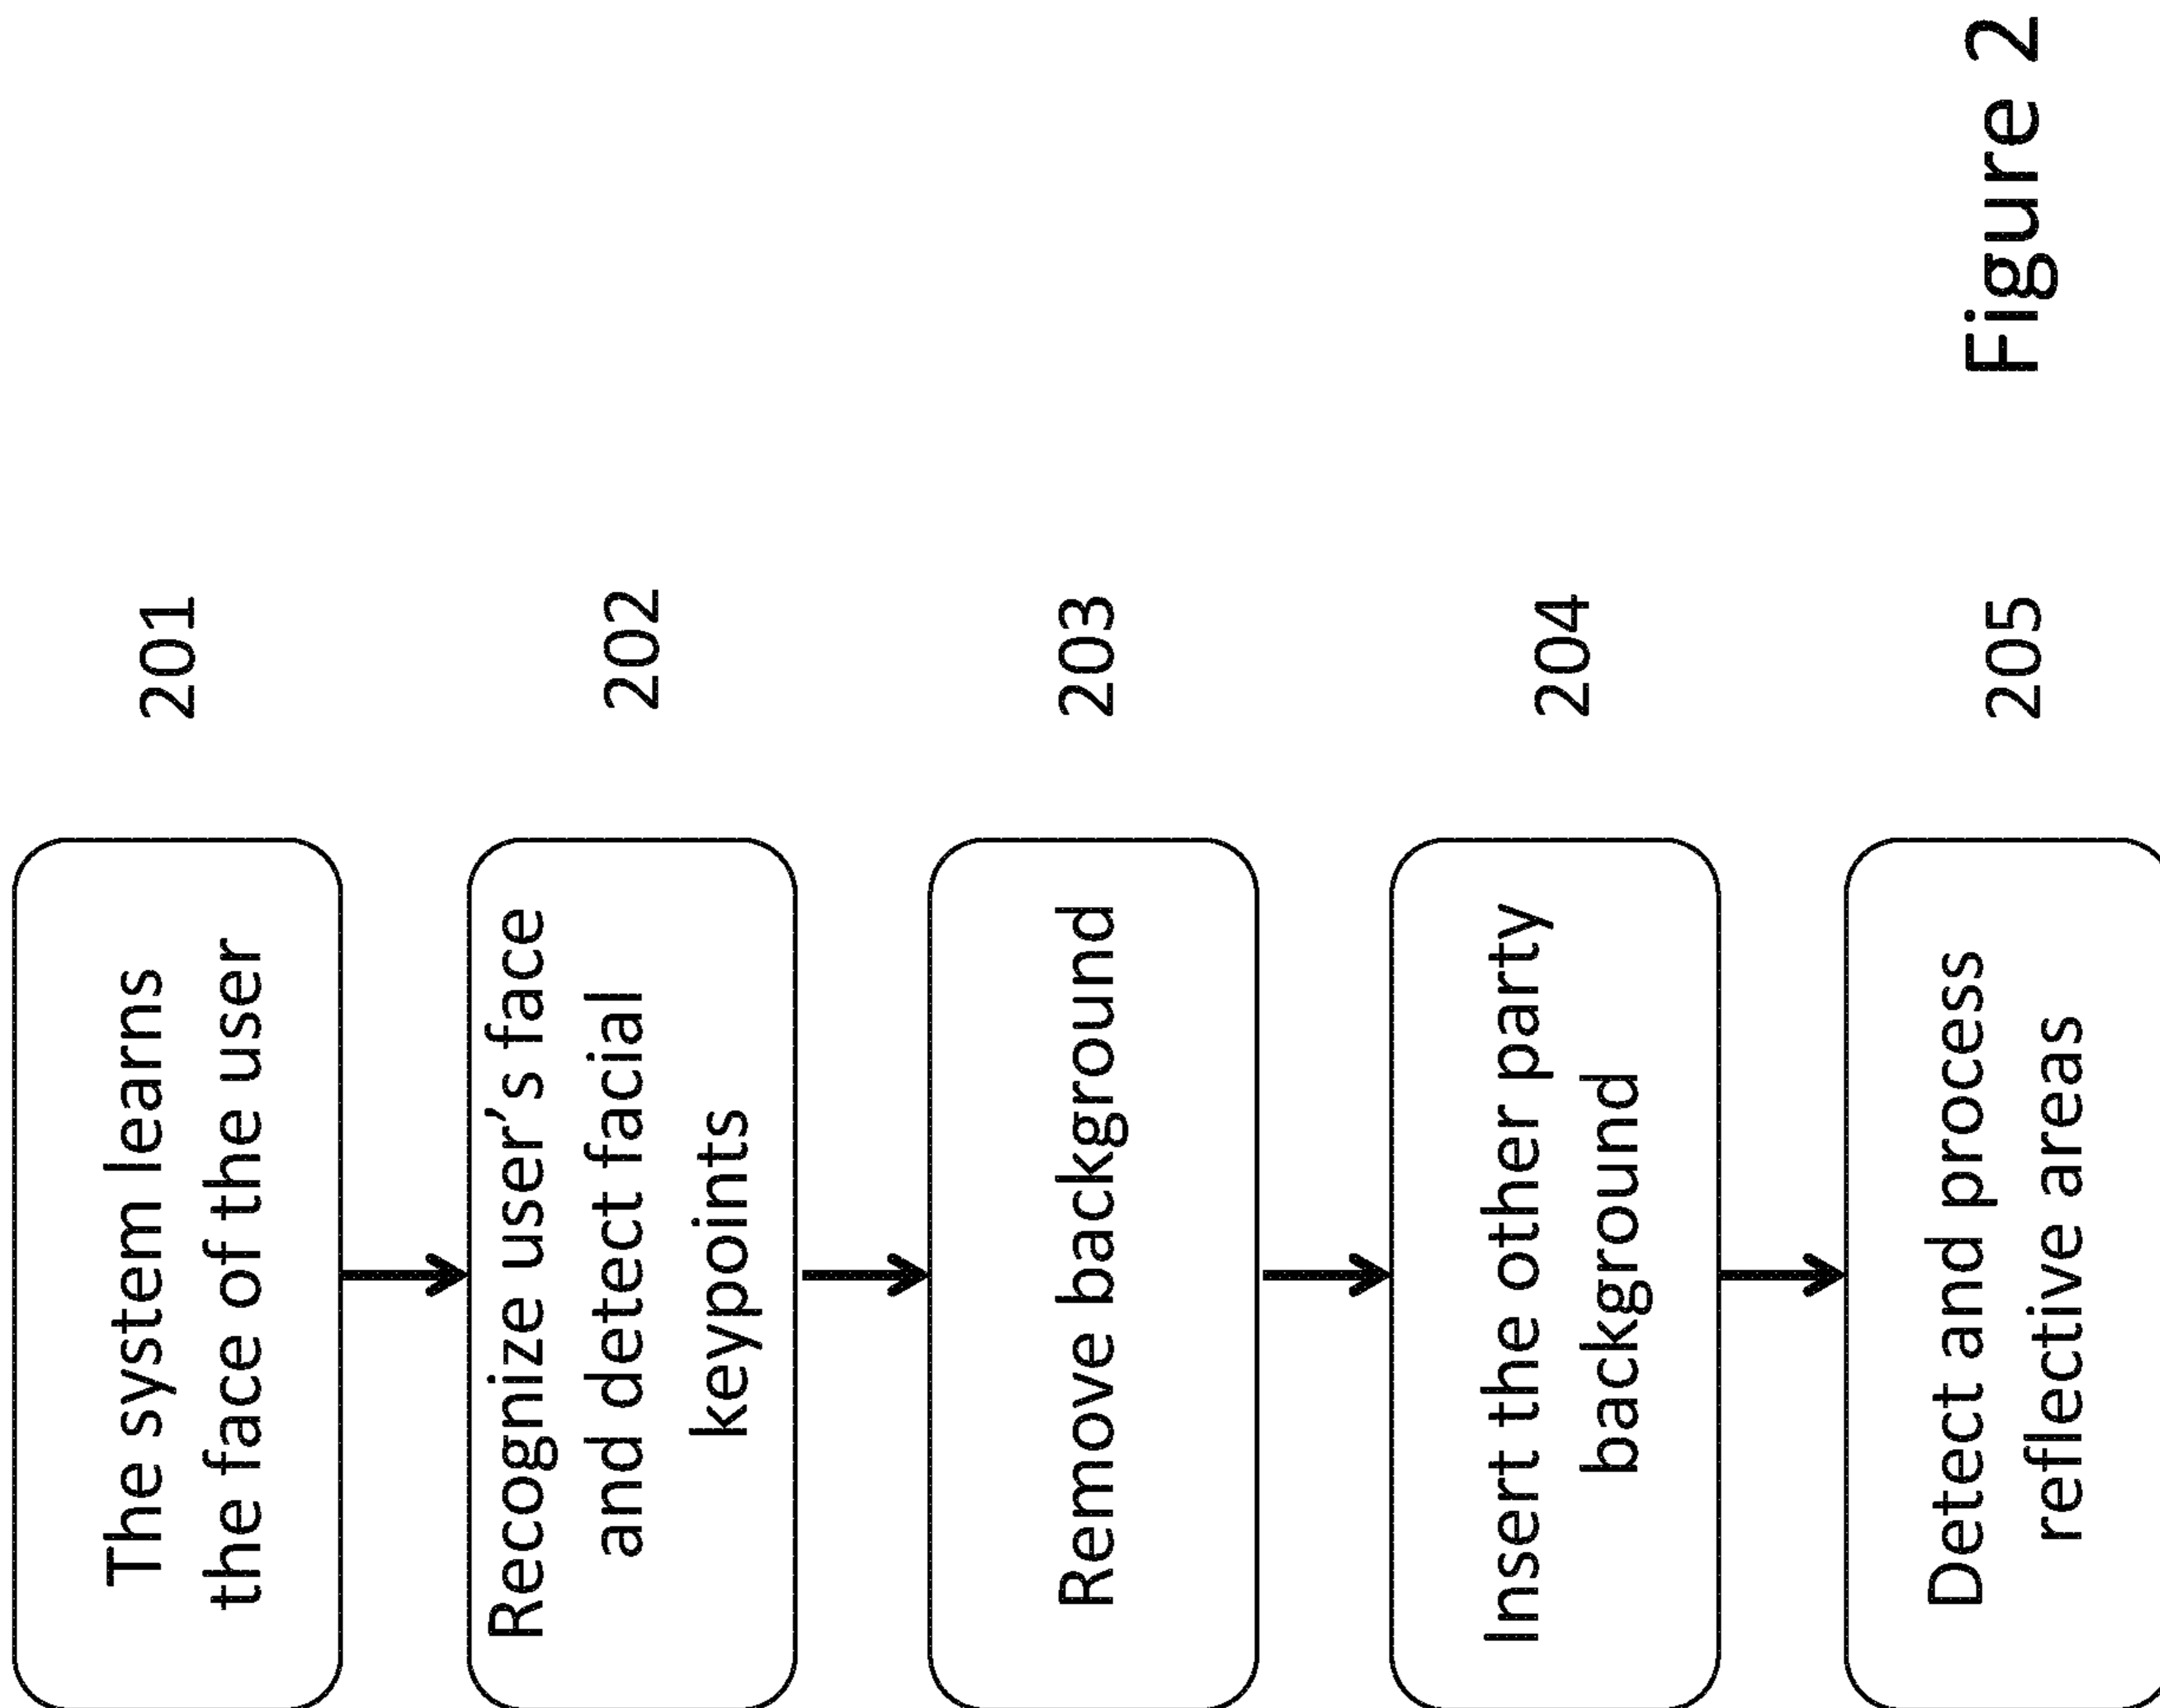 The system learns
the face of the user
201
Recognize user’s face
and detect facial
keypoints
202
Remove background
203
Insert the other party
background
204
Detect and process
reflective areas
205
Figure 2